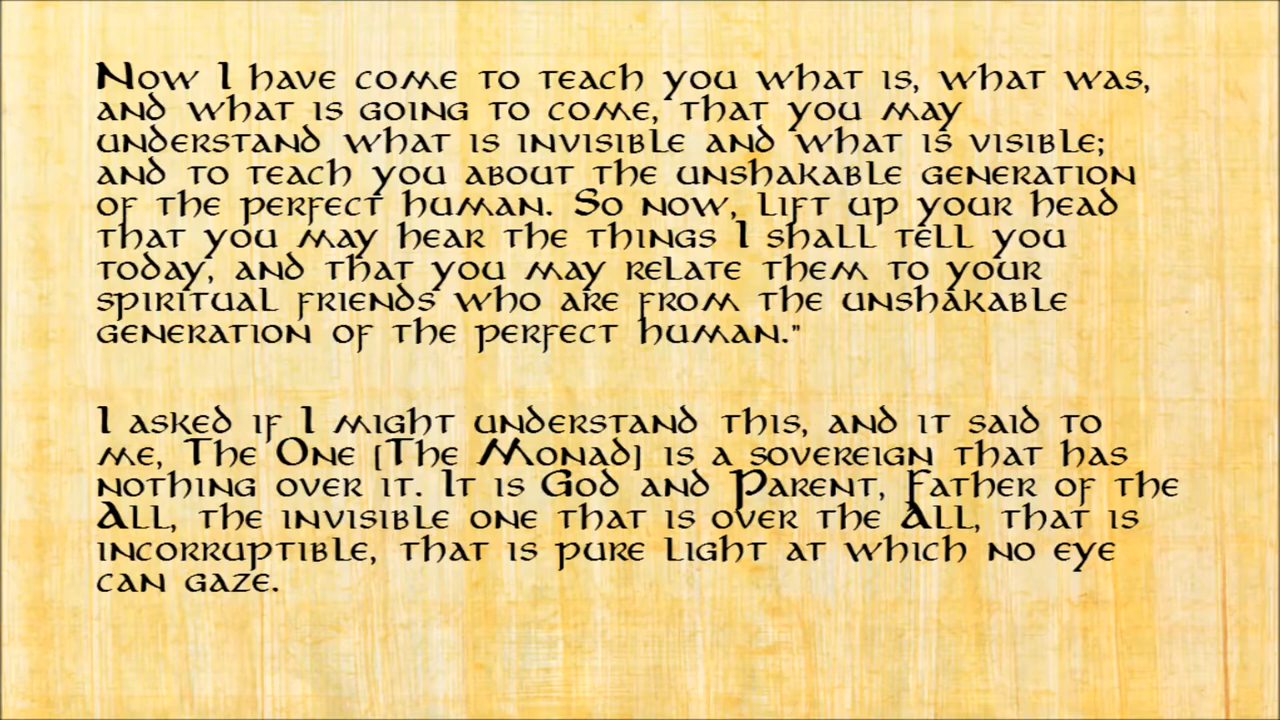 Now I have come to teach you what is, what was,
and what is going to come, that you may
understand what is invisible and what is visible;
and to teach you about the unshakable generation
of the perfect human. So now, lift up your head
that you may hear the things I shall tell you
today, and that you may relate them to your
spiritual friends who are from the unshakable
generation of the perfect human."
I asked if I might understand this, and it said to
me, The One (The Monad) is a sovereign that has
nothing over it. It is God and Parent, Father of the
All, the invisible one that is over the All, that is
incorruptible, that is pure light at which no eye
can gaze.